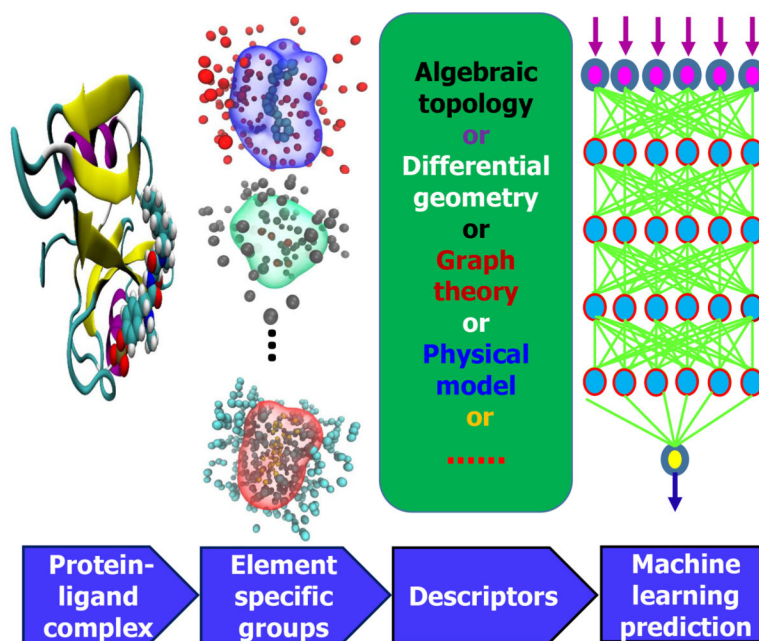 Algebraic
topology
or
Differential
geometry
or
Graph
theory
or
Physical
model
or
......
Protein-
ligand
complex
Element
specific
groups
Descriptors
Machine
learning
prediction